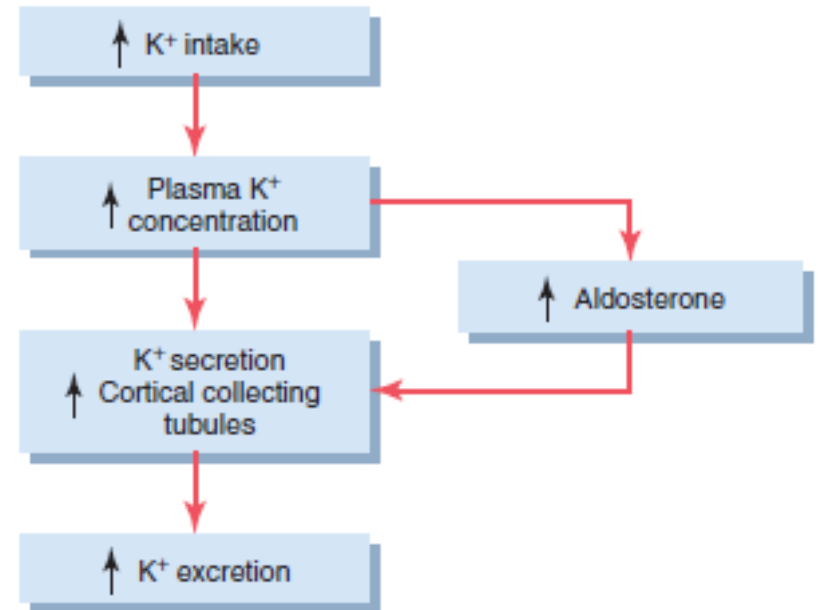 ↑ K⁺ intake
Plasma K⁺
↑ concentration
↑ Aldosterone
K⁺ secretion
↑ Cortical collecting
tubules
↑ K⁺ excretion